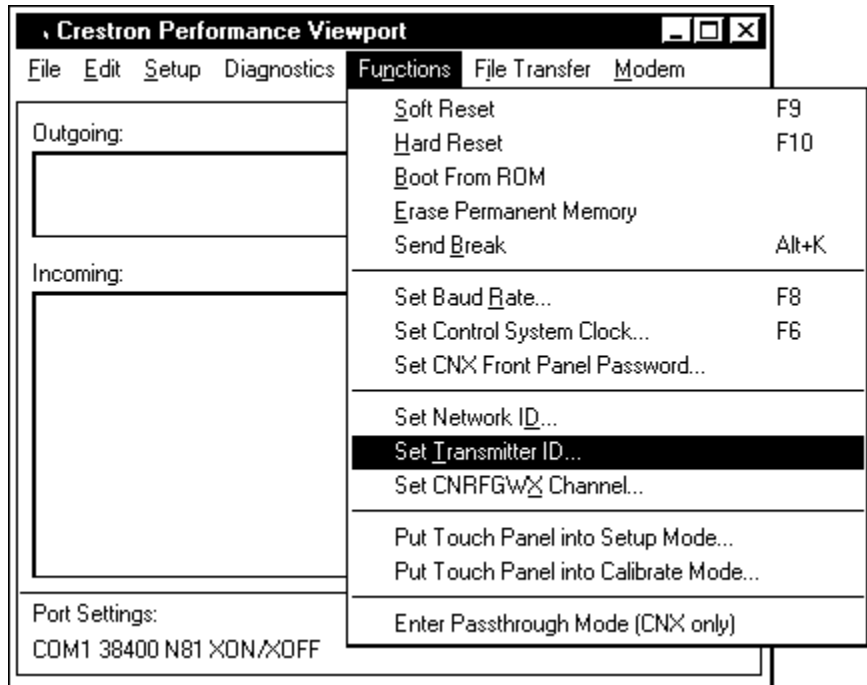 Crestron Performance Viewport
File Edit Setup Diagnostics Functions File Transfer Modem
Soft Reset F9
Hard Reset F10
Boot From ROM
Erase Permanent Memory
Send Break Alt+K
Set Baud Rate... F8
Set Control System Clock... F6
Set CNX Front Panel Password...
Set Network ID...
Set Transmitter ID...
Set CNRFGWX Channel...
Put Touch Panel into Setup Mode...
Put Touch Panel into Calibrate Mode...
Enter Passthrough Mode (CNX only)
Outgoing:
Incoming:
Port Settings:
COM1 38400 N81 XON/XOFF